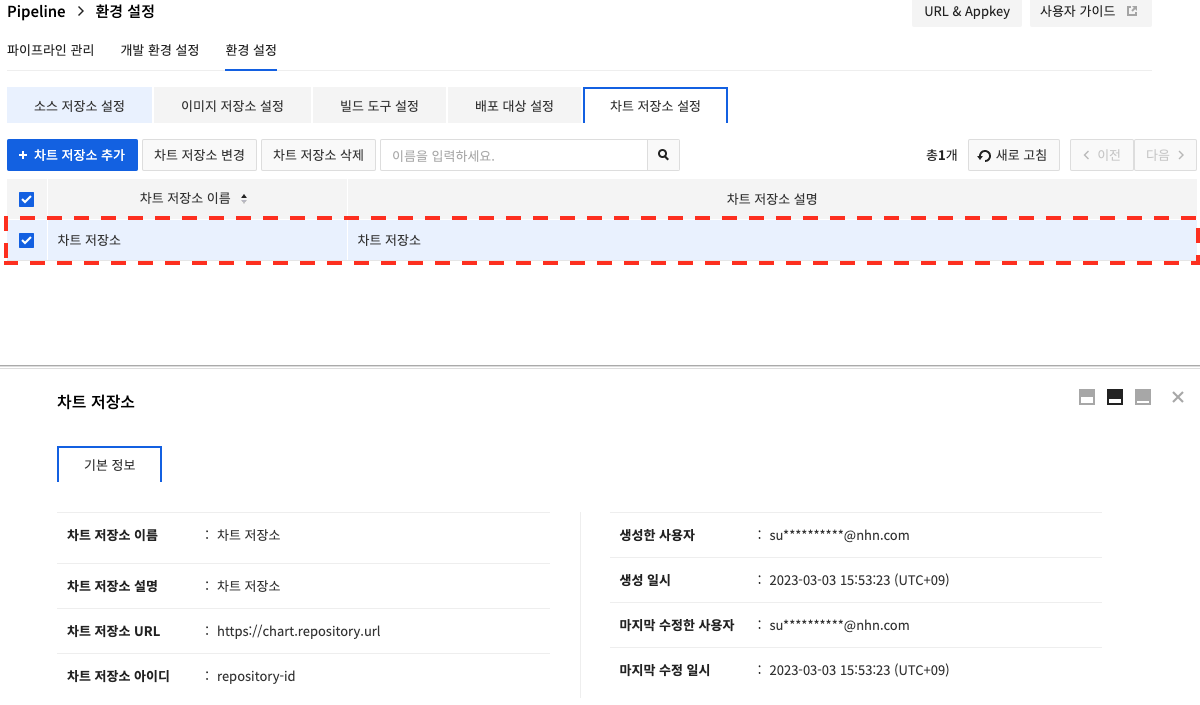 Pipeline > 환경 설정
URL & Appkey
사용자 가이드
파이프라인 관리 개발 환경 설정 환경 설정
소스 저장소 설정 이미지 저장소 설정 빌드 도구 설정 배포 대상 설정 차트 저장소 설정
+ 차트 저장소 추가 차트 저장소 변경 차트 저장소 삭제 이름을 입력하세요. 총1개 새로 고침 < 이전 다음 >
차트 저장소 이름 차트 저장소 설명
차트 저장소 차트 저장소
차트 저장소
기본 정보
차트 저장소 이름 : 차트 저장소
차트 저장소 설명 : 차트 저장소
차트 저장소 URL : https://chart.repository.url
차트 저장소 아이디 : repository-id
생성한 사용자 : su**********@nhn.com
생성 일시 : 2023-03-03 15:53:23 (UTC+09)
마지막 수정한 사용자 : su**********@nhn.com
마지막 수정 일시 : 2023-03-03 15:53:23 (UTC+09)